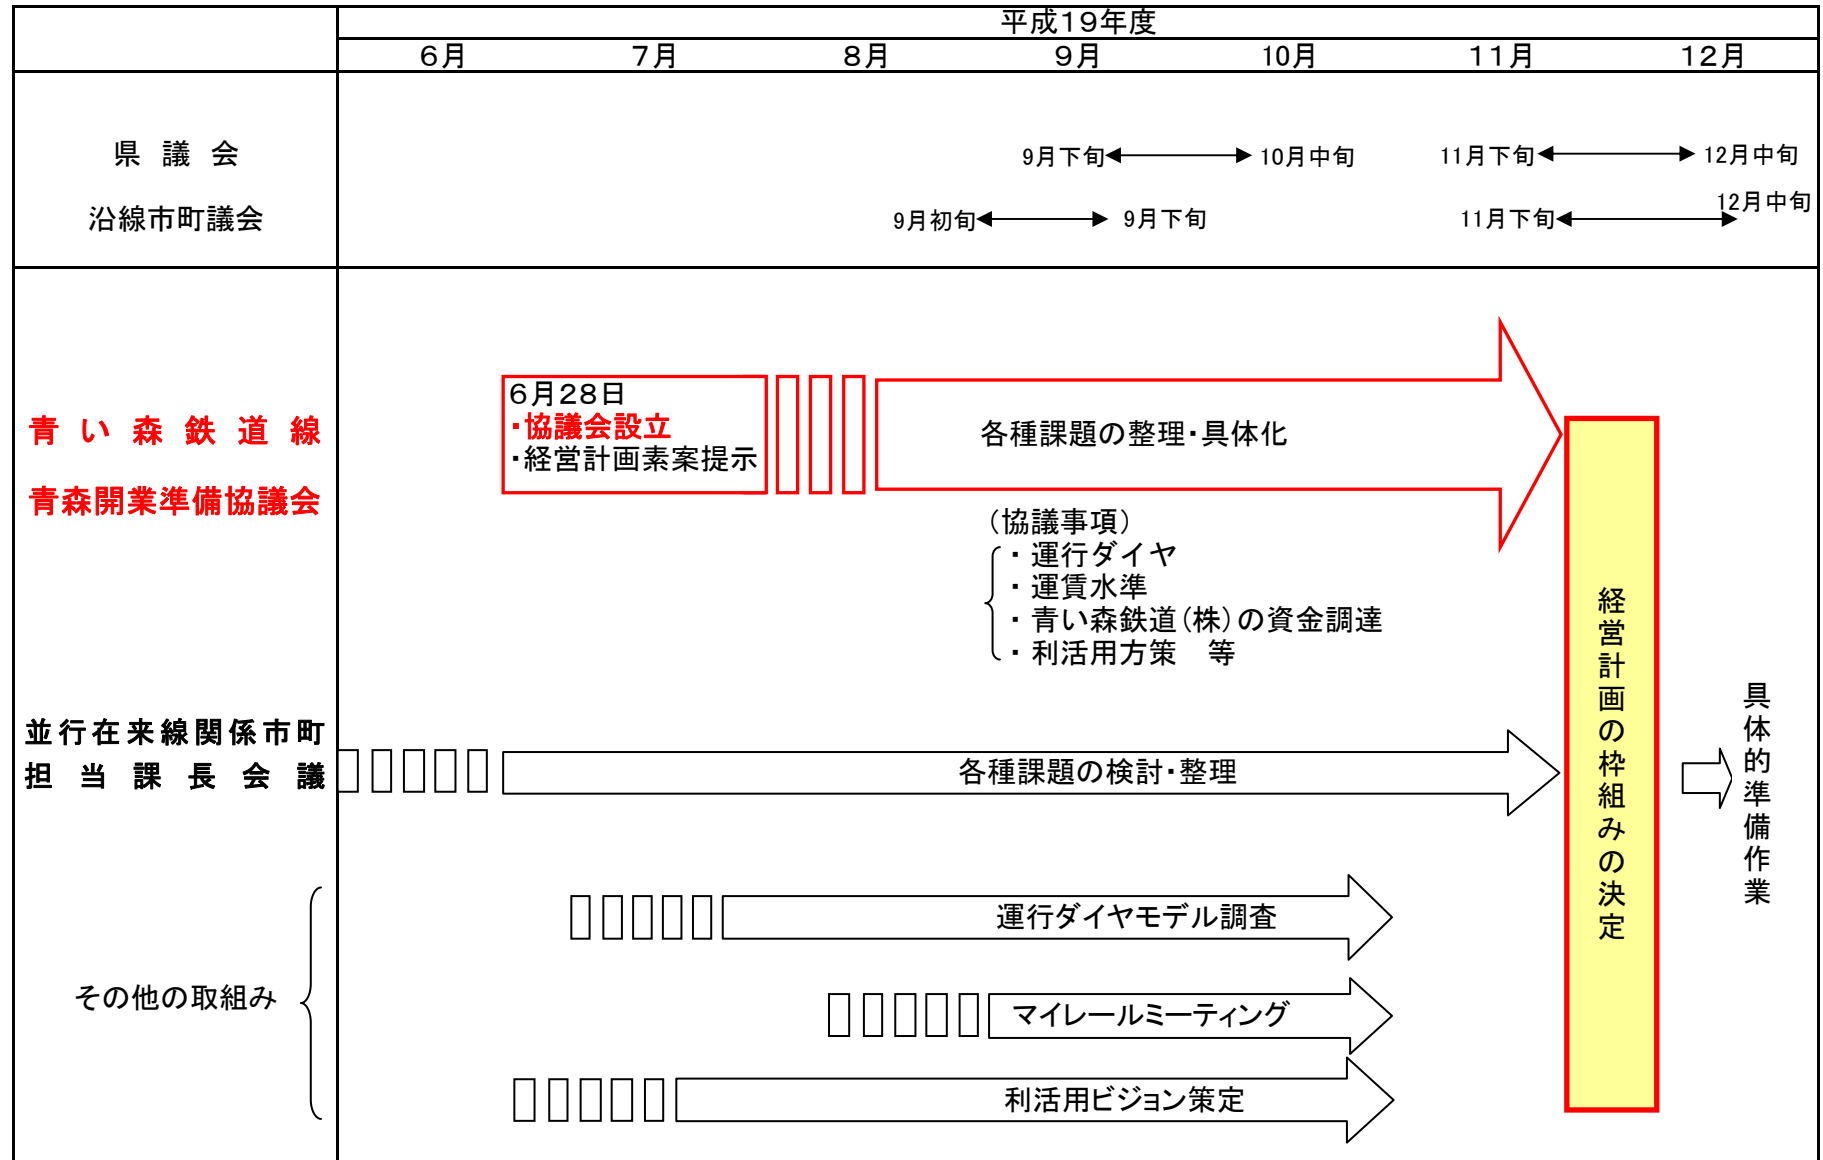 平成１９年度
６月　７月　８月　９月　10月　１１月　１２月
県　議　会
9月下旬　10月中旬　11月下旬　12月中旬
沿線市町議会
9月初旬　9月下旬　11月下旬　12月中旬
青い森鉄道線
青森開業準備協議会
６月２８日
・協議会設立
・経営計画素案提示
各種課題の整理・具体化
（協議事項）
・運行ダイヤ
・運賃水準
・青い森鉄道（株）の資金調達
・利活用方策　等
並行在来線関係市町
担当課長会議
各種課題の検討・整理
経営計画の枠組みの決定
具体的準備作業
その他の取組み
運行ダイヤモデル調査
マイレールミーティング
利活用ビジョン策定